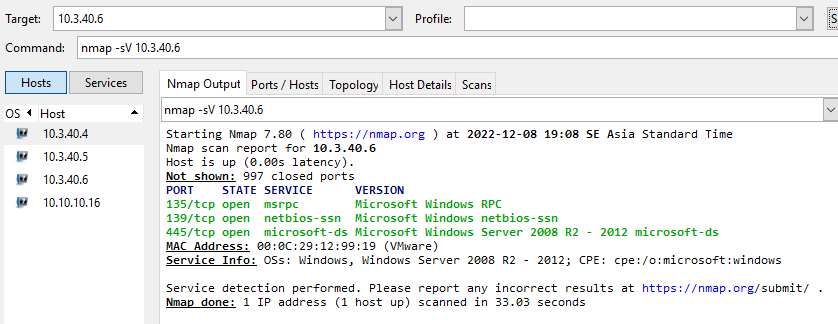 Target: 10.3.40.6 Profile: S
Command: nmap -sV 10.3.40.6
Hosts Services Nmap Output Ports / Hosts Topology Host Details Scans
OS Host nmap -sV 10.3.40.6
10.3.40.4
10.3.40.5
10.3.40.6
10.10.10.16
Starting Nmap 7.80 ( https://nmap.org ) at 2022-12-08 19:08 SE Asia Standard Time
Nmap scan report for 10.3.40.6
Host is up (0.00s latency).
Not shown: 997 closed ports
PORT STATE SERVICE VERSION
135/tcp open msrpc Microsoft Windows RPC
139/tcp open netbios-ssn Microsoft Windows netbios-ssn
445/tcp open microsoft-ds Microsoft Windows Server 2008 R2 - 2012 microsoft-ds
MAC Address: 00:0C:29:12:99:19 (VMware)
Service Info: OSs: Windows, Windows Server 2008 R2 - 2012; CPE: cpe:/o:microsoft:windows
Service detection performed. Please report any incorrect results at https://nmap.org/submit/ .
Nmap done: 1 IP address (1 host up) scanned in 33.03 seconds